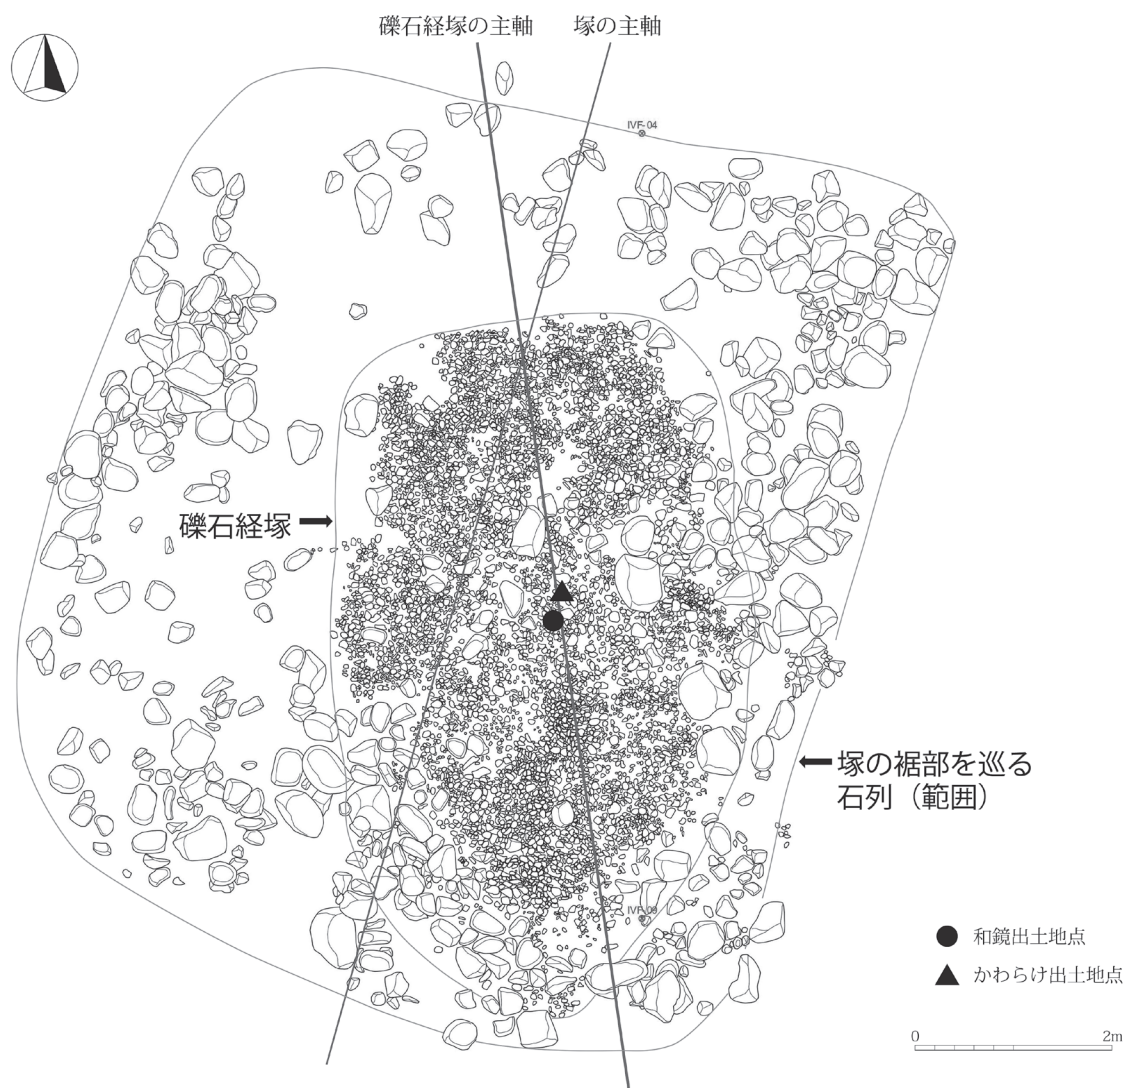 礫石経塚の主軸
塚の主軸
IVF-04
礫石経塚
塚の裾部を巡る
石列（範囲）
IVF-09
和鏡出土地点
かわらけ出土地点
0
2m